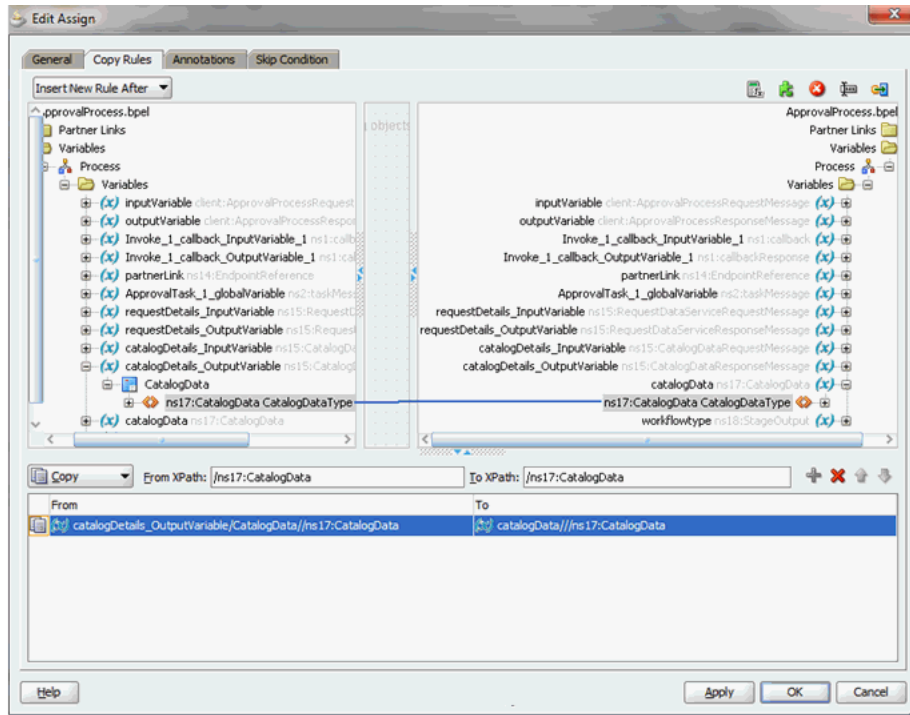 Edit Assign
General Copy Rules Annotations Skip Condition
Insert New Rule After
pprovalProcess.bpel
Partner Links
Variables
Process
Variables
inputVariable client:ApprovalProcessRequest
outputVariable client:ApprovalProcessRespor
Invoke_1_callback_InputVariable_1 ns1:callb
Invoke_1_callback_OutputVariable_1 ns1:cal
partnerLink ns14:EndpointReference
ApprovalTask_1_globalVariable ns2:taskMess
requestDetails_InputVariable ns15:RequestD
requestDetails_OutputVariable ns15:Request
catalogDetails_InputVariable ns15:CatalogDa
catalogDetails_OutputVariable ns15:Catalog
CatalogData
ns17:CatalogData CatalogDataType
catalogData ns17:CatalogData
objects
ApprovalProcess.bpel
Partner Links
Variables
Process
Variables
inputVariable client:ApprovalProcessRequestMessage
outputVariable client:ApprovalProcessResponseMessage
Invoke_1_callback_InputVariable_1 ns1:callback
Invoke_1_callback_OutputVariable_1 ns1:callbackResponse
partnerLink ns14:EndpointReference
ApprovalTask_1_globalVariable ns2:taskMessage
requestDetails_InputVariable ns15:RequestDataServiceRequestMessage
requestDetails_OutputVariable ns15:RequestDataServiceResponseMessage
catalogDetails_InputVariable ns15:CatalogDataRequestMessage
catalogDetails_OutputVariable ns15:CatalogDataResponseMessage
catalogData ns17:CatalogData
ns17:CatalogData CatalogDataType
workflowtype ns18:StageOutput
Copy From XPath: /ns17:CatalogData To XPath: /ns17:CatalogData
From To
catalogDetails_OutputVariable/CatalogData//ns17:CatalogData catalogData///ns17:CatalogData
Help Apply OK Cancel